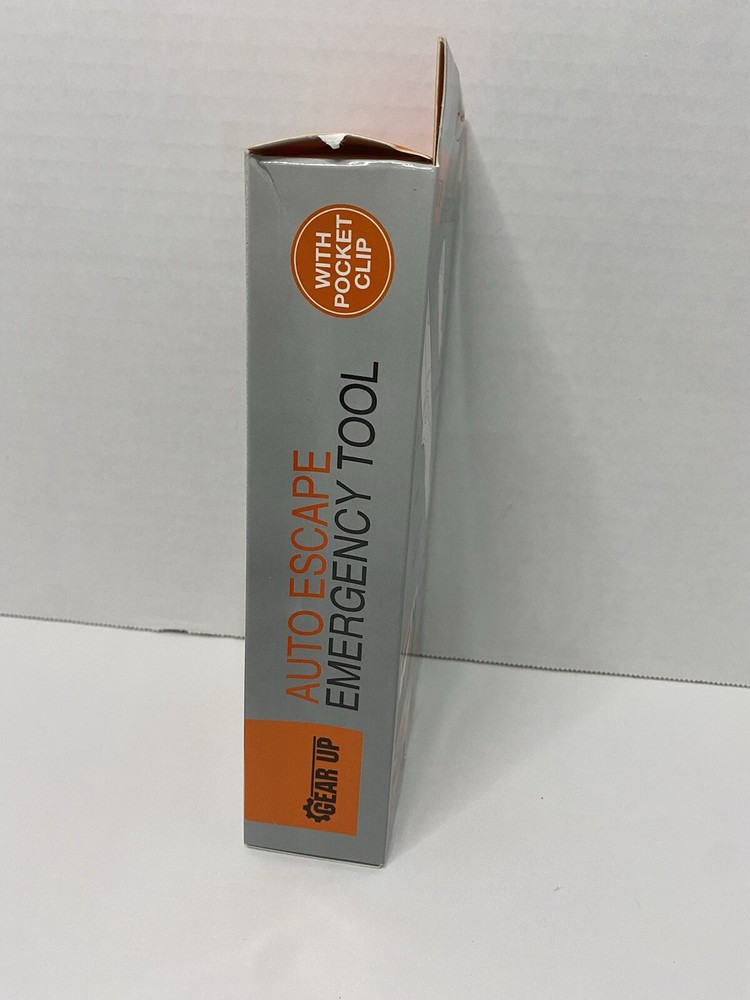 WITH
POCKET
CLIP
AUTO ESCAPE
EMERGENCY TOOL
GEAR UP